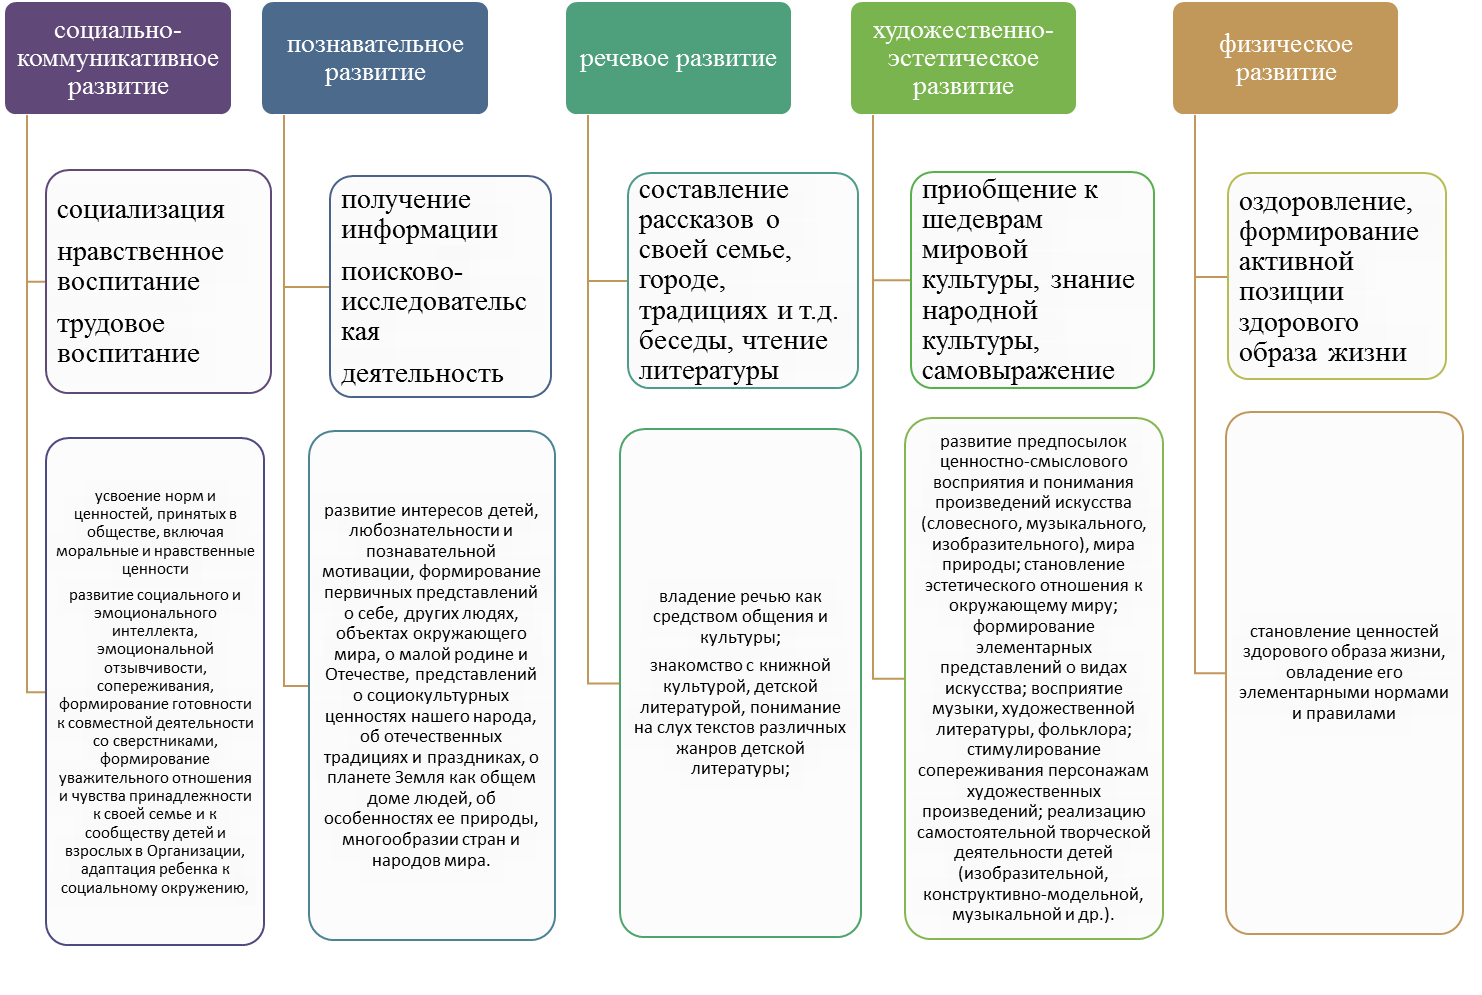 социально-
коммуникативное
развитие
социализация
нравственное
воспитание
трудовое
воспитание
усвоение норм и
ценностей, принятых в
обществе, включая
моральные и нравственные
ценности
развитие социального и
эмоционального
интеллекта,
эмоциональной
отзывчивости,
сопереживания,
формирование готовности
к совместной деятельности
со сверстниками,
формирование
уважительного отношения
и чувства принадлежности
к своей семье и к
сообществу детей и
взрослых в Организации,
адаптация ребенка к
социальному окружению,
познавательное
развитие
получение
информации
поисково-
исследовательс
кая
деятельность
развитие интересов детей,
любознательности и
познавательной
мотивации, формирование
первичных представлений
о себе, других людях,
объектах окружающего
мира, о малой родине и
Отечестве, представлений
о социокультурных
ценностях нашего народа,
об отечественных
традициях и праздниках, о
планете Земля как общем
доме людей, об
особенностях ее природы,
многообразии стран и
народов мира.
речевое развитие
составление
рассказов о
своей семье,
городе,
традициях и т.д.
беседы, чтение
литературы
владение речью как
средством общения и
культуры;
знакомство с книжной
культурой, детской
литературой, понимание
на слух текстов различных
жанров детской
литературы;
художественно-
эстетическое
развитие
приобщение к
шедеврам
мировой
культуры, знание
народной
культуры,
самовыражение
развитие предпосылок
ценностно-смыслового
восприятия и понимания
произведений искусства
(словесного, музыкального,
изобразительного), мира
природы; становление
эстетического отношения к
окружающему миру;
формирование
элементарных
представлений о видах
искусства; восприятие
музыки, художественной
литературы, фольклора;
стимулирование
сопереживания персонажам
художественных
произведений; реализацию
самостоятельной творческой
деятельности детей
(изобразительной,
конструктивно-модельной,
музыкальной и др.).
физическое
развитие
оздоровление,
формирование
активной
позиции
здорового
образа жизни
становление ценностей
здорового образа жизни,
овладение его
элементарными нормами
и правилами